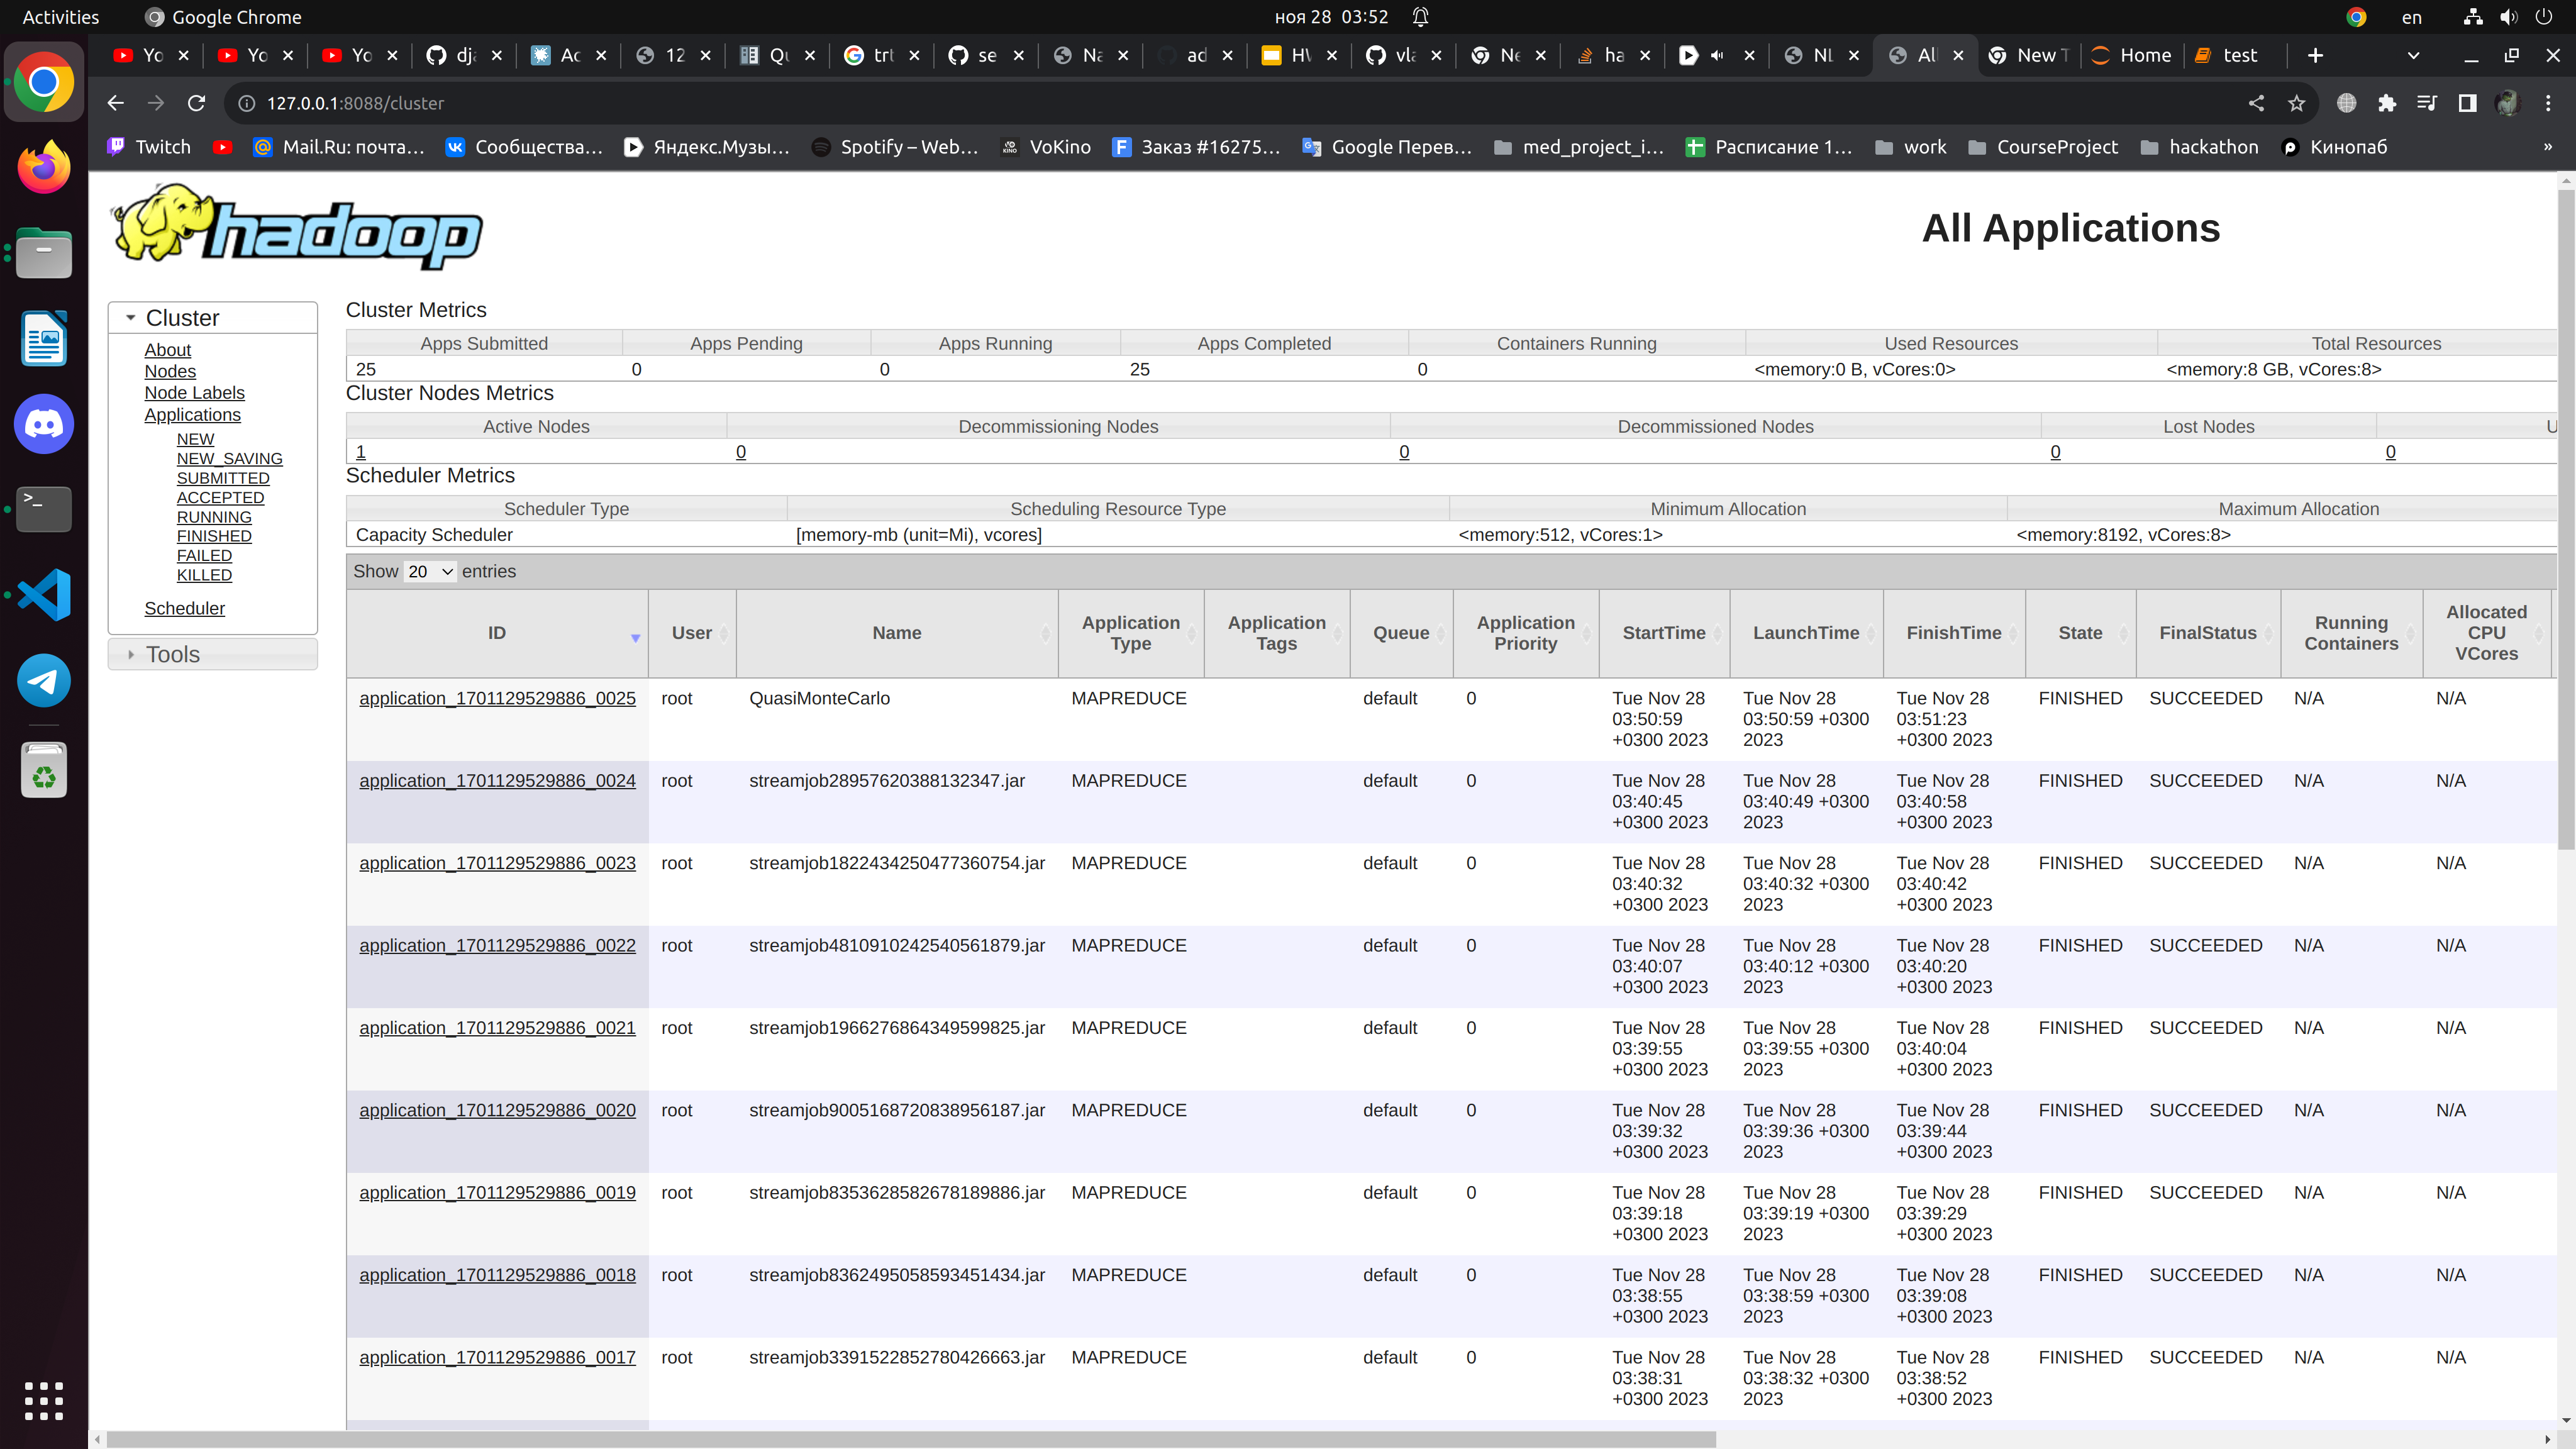 Activities Google Chrome ноя 28 03:52 en
Yo Yo Yo dja Ac 12 Qu trt se Na ad HW vla Ne ha NL All New T Home test
127.0.0.1:8088/cluster
Twitch Mail.Ru: почта… Сообщества… Яндекс.Музы… Spotify – Web… VoKino Заказ #16275… Google Перев… med_project_i… Расписание 1… work CourseProject hackathon Кинопаб »
hadoop
All Applications
Cluster
About
Nodes
Node Labels
Applications
NEW
NEW_SAVING
SUBMITTED
ACCEPTED
RUNNING
FINISHED
FAILED
KILLED
Scheduler
Tools
Cluster Metrics
Apps Submitted Apps Pending Apps Running Apps Completed Containers Running Used Resources Total Resources
25 0 0 25 0 <memory:0 B, vCores:0> <memory:8 GB, vCores:8>
Cluster Nodes Metrics
Active Nodes Decommissioning Nodes Decommissioned Nodes Lost Nodes U
1 0 0 0 0
Scheduler Metrics
Scheduler Type Scheduling Resource Type Minimum Allocation Maximum Allocation
Capacity Scheduler [memory-mb (unit=Mi), vcores] <memory:512, vCores:1> <memory:8192, vCores:8>
Show 20 entries
ID User Name Application Type Application Tags Queue Application Priority StartTime LaunchTime FinishTime State FinalStatus Running Containers Allocated CPU VCores
application_1701129529886_0025 root QuasiMonteCarlo MAPREDUCE default 0 Tue Nov 28 03:50:59 +0300 2023 Tue Nov 28 03:50:59 +0300 2023 Tue Nov 28 03:51:23 +0300 2023 FINISHED SUCCEEDED N/A N/A
application_1701129529886_0024 root streamjob28957620388132347.jar MAPREDUCE default 0 Tue Nov 28 03:40:45 +0300 2023 Tue Nov 28 03:40:49 +0300 2023 Tue Nov 28 03:40:58 +0300 2023 FINISHED SUCCEEDED N/A N/A
application_1701129529886_0023 root streamjob1822434250477360754.jar MAPREDUCE default 0 Tue Nov 28 03:40:32 +0300 2023 Tue Nov 28 03:40:32 +0300 2023 Tue Nov 28 03:40:42 +0300 2023 FINISHED SUCCEEDED N/A N/A
application_1701129529886_0022 root streamjob4810910242540561879.jar MAPREDUCE default 0 Tue Nov 28 03:40:07 +0300 2023 Tue Nov 28 03:40:12 +0300 2023 Tue Nov 28 03:40:20 +0300 2023 FINISHED SUCCEEDED N/A N/A
application_1701129529886_0021 root streamjob1966276864349599825.jar MAPREDUCE default 0 Tue Nov 28 03:39:55 +0300 2023 Tue Nov 28 03:39:55 +0300 2023 Tue Nov 28 03:40:04 +0300 2023 FINISHED SUCCEEDED N/A N/A
application_1701129529886_0020 root streamjob9005168720838956187.jar MAPREDUCE default 0 Tue Nov 28 03:39:32 +0300 2023 Tue Nov 28 03:39:36 +0300 2023 Tue Nov 28 03:39:44 +0300 2023 FINISHED SUCCEEDED N/A N/A
application_1701129529886_0019 root streamjob8353628582678189886.jar MAPREDUCE default 0 Tue Nov 28 03:39:18 +0300 2023 Tue Nov 28 03:39:19 +0300 2023 Tue Nov 28 03:39:29 +0300 2023 FINISHED SUCCEEDED N/A N/A
application_1701129529886_0018 root streamjob8362495058593451434.jar MAPREDUCE default 0 Tue Nov 28 03:38:55 +0300 2023 Tue Nov 28 03:38:59 +0300 2023 Tue Nov 28 03:39:08 +0300 2023 FINISHED SUCCEEDED N/A N/A
application_1701129529886_0017 root streamjob3391522852780426663.jar MAPREDUCE default 0 Tue Nov 28 03:38:31 +0300 2023 Tue Nov 28 03:38:32 +0300 2023 Tue Nov 28 03:38:52 +0300 2023 FINISHED SUCCEEDED N/A N/A